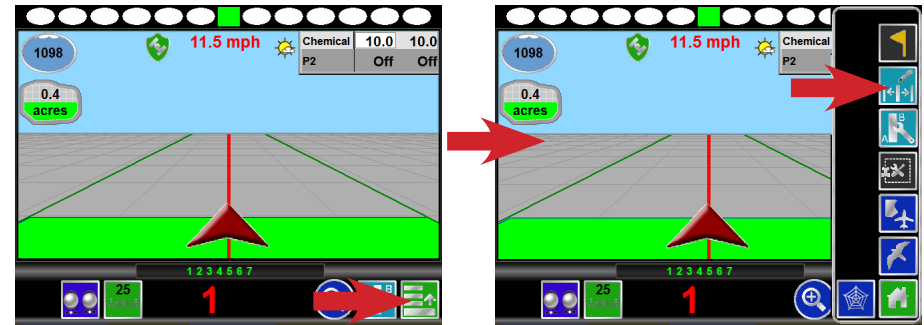 11.5 mph
Chemical 10.0 10.0
1098
P2 Off Off
0.4
acres
1 2 3 4 5 6 7
25
1
B
11.5 mph
Chemical
1098
P2
0.4
acres
B
A
1 2 3 4 5 6 7
25
1